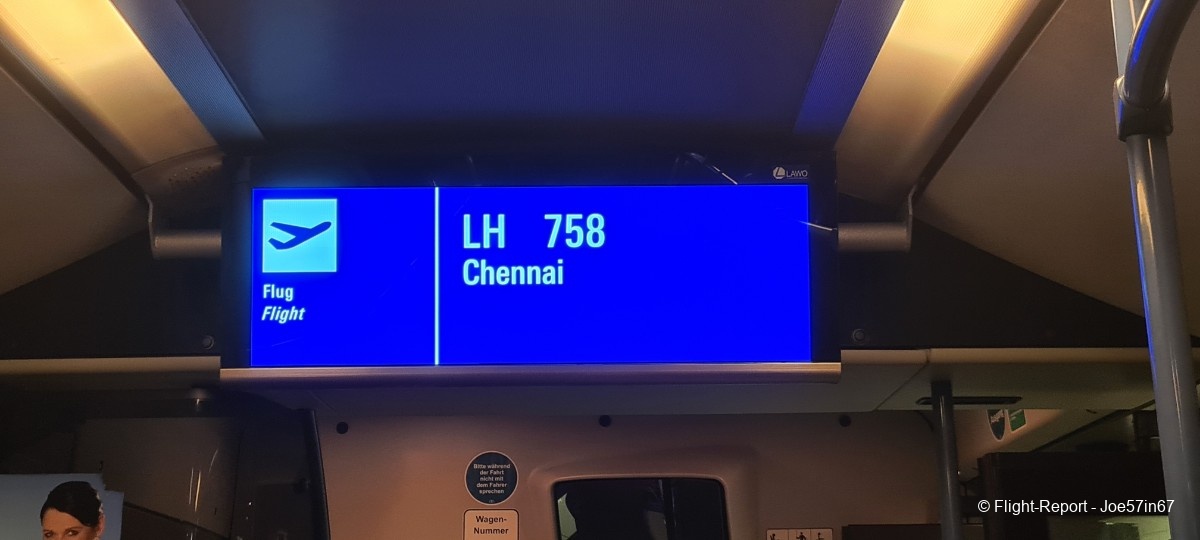 LAWO
LH 758
Chennai
Flug
Flight
Bitte während
der Fahrt
nicht mit
dem Fahrer
sprechen
Wagen-
Nummer
© Flight-Report - Joe57in67